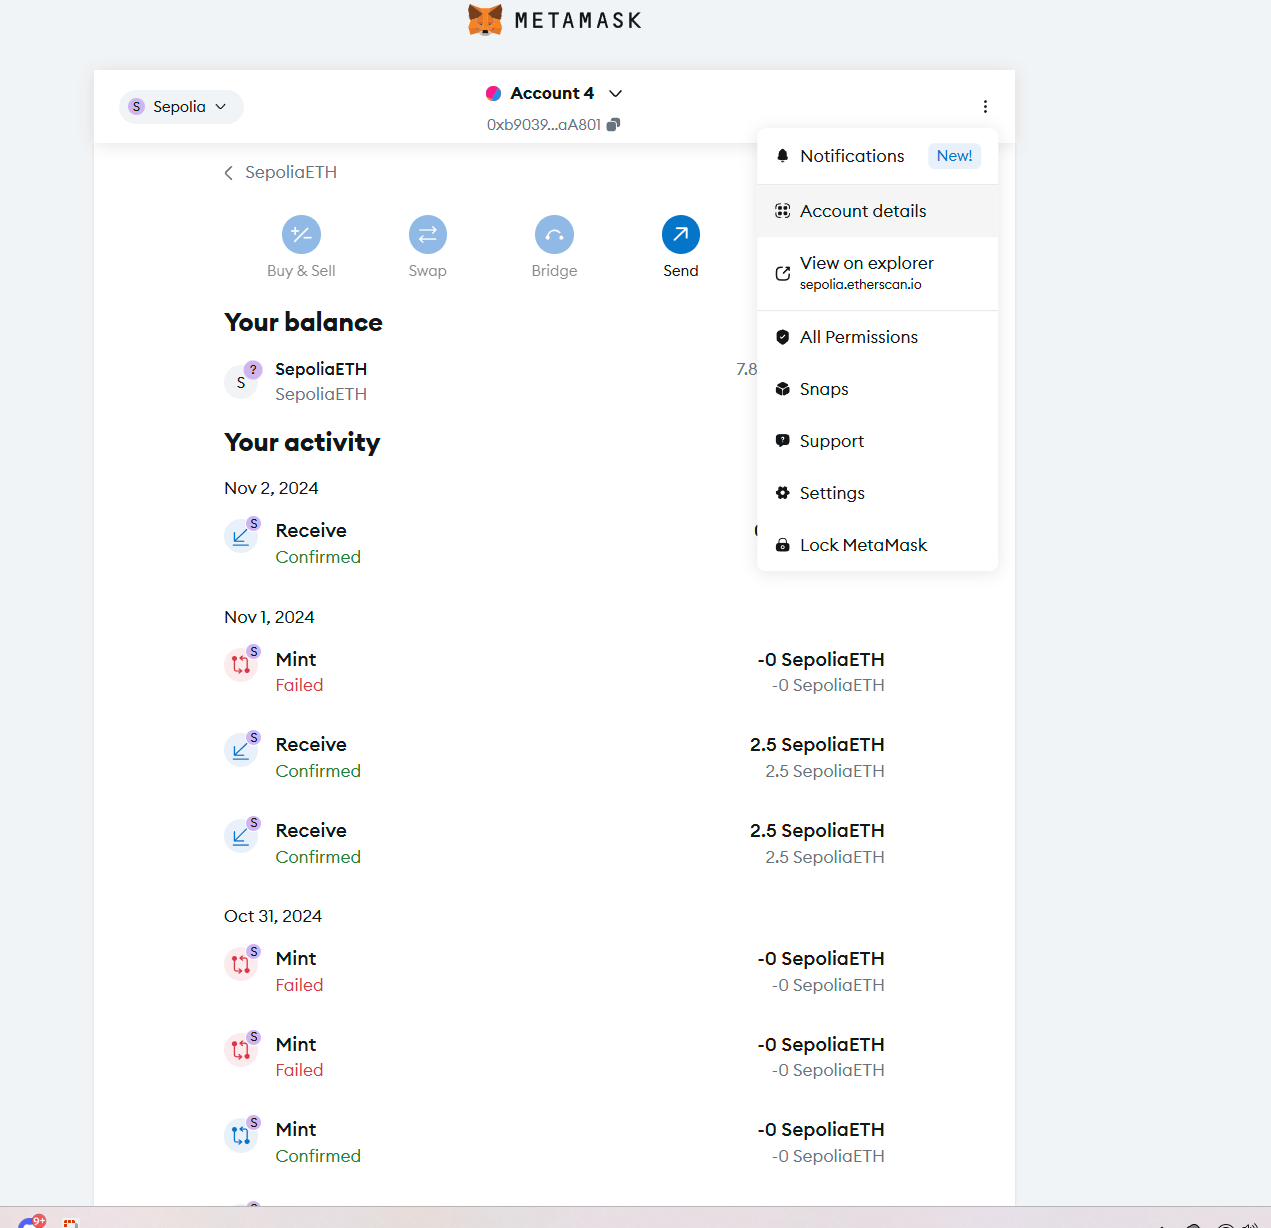 METAMASK
S Sepolia
Account 4
0xb9039...aA801
Notifications New!
Account details
View on explorer
sepolia.etherscan.io
All Permissions
Snaps
Support
Settings
Lock MetaMask
SepoliaETH
Buy & Sell Swap Bridge Send
Your balance
S ? SepoliaETH 7.8
SepoliaETH
Your activity
Nov 2, 2024
S Receive
Confirmed
Nov 1, 2024
S Mint -0 SepoliaETH
Failed -0 SepoliaETH
S Receive 2.5 SepoliaETH
Confirmed 2.5 SepoliaETH
S Receive 2.5 SepoliaETH
Confirmed 2.5 SepoliaETH
Oct 31, 2024
S Mint -0 SepoliaETH
Failed -0 SepoliaETH
S Mint -0 SepoliaETH
Failed -0 SepoliaETH
S Mint -0 SepoliaETH
Confirmed -0 SepoliaETH
9+